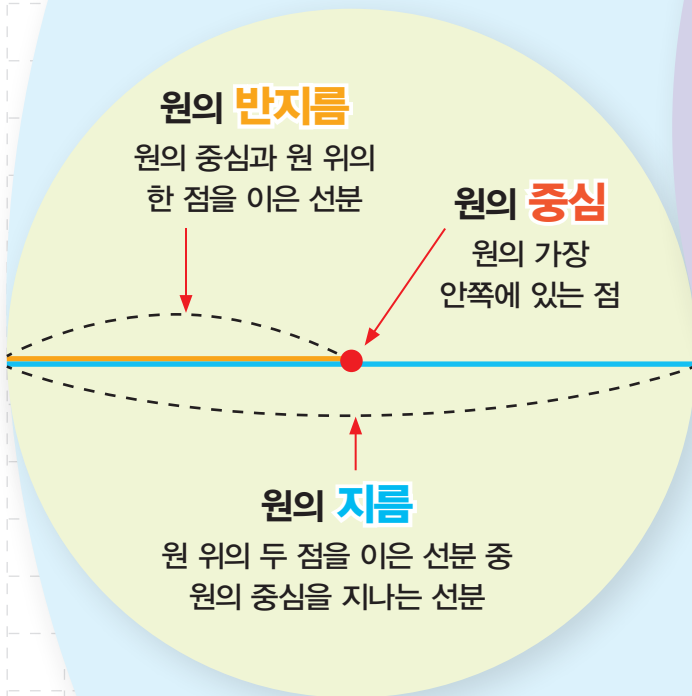 원의 반지름
원의 중심과 원 위의
한 점을 이은 선분
원의 중심
원의 가장
안쪽에 있는 점
원의 지름
원 위의 두 점을 이은 선분 중
원의 중심을 지나는 선분